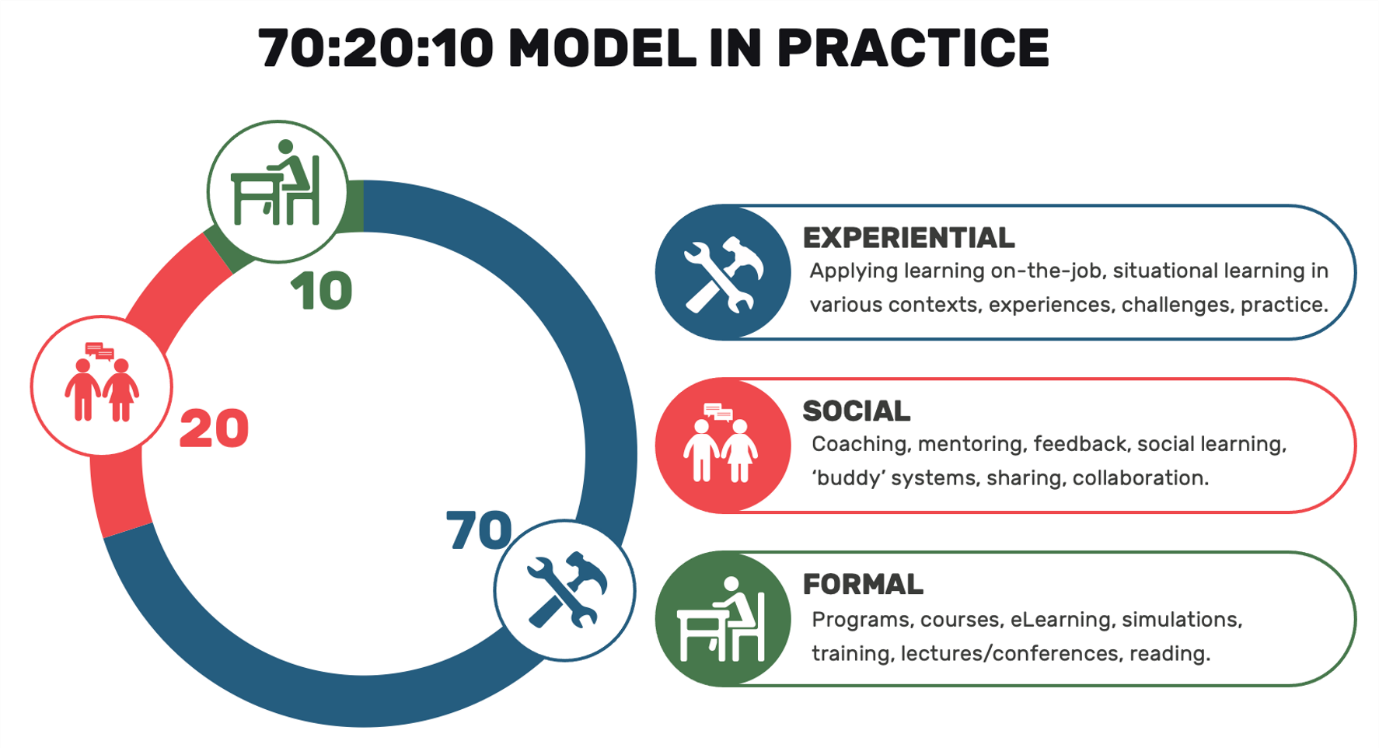 70:20:10 MODEL IN PRACTICE
10
20
70
EXPERIENTIAL
Applying learning on-the-job, situational learning in
various contexts, experiences, challenges, practice.
SOCIAL
Coaching, mentoring, feedback, social learning,
‘buddy’ systems, sharing, collaboration.
FORMAL
Programs, courses, eLearning, simulations,
training, lectures/conferences, reading.